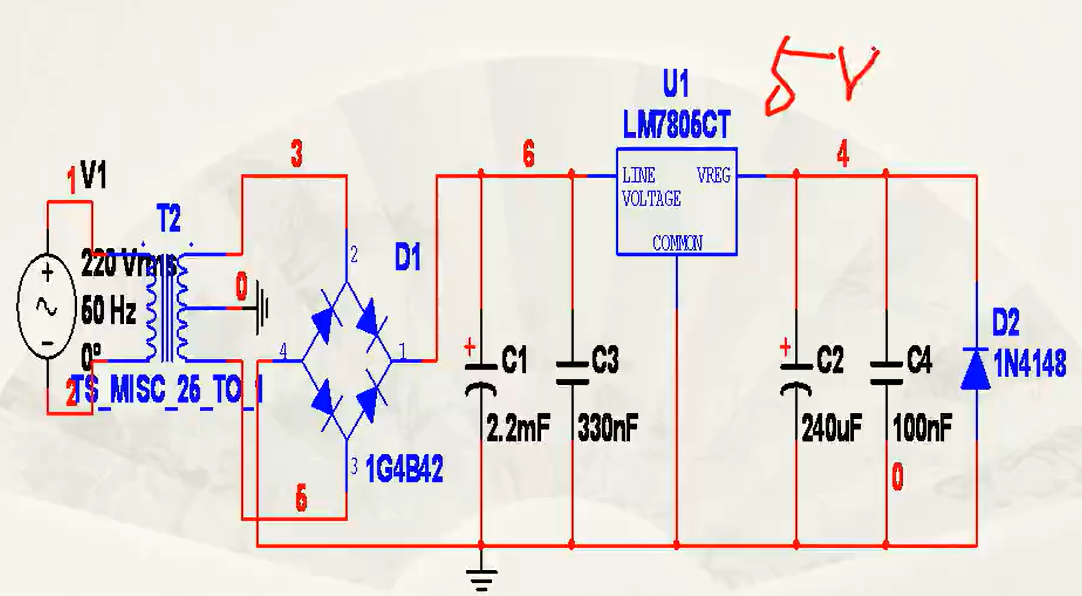 5V
U1
LM7805CT
3
6
4
1
V1
LINE
VREG
VOLTAGE
T2
COMMON
2
D1
220 Vrms
0
50 Hz
D2
4
1
0°
C1
C3
C2
C4
1N4148
TS_MISC_25_TO_1
2
2.2mF
330nF
240uF
100nF
3
1G4B42
5
0